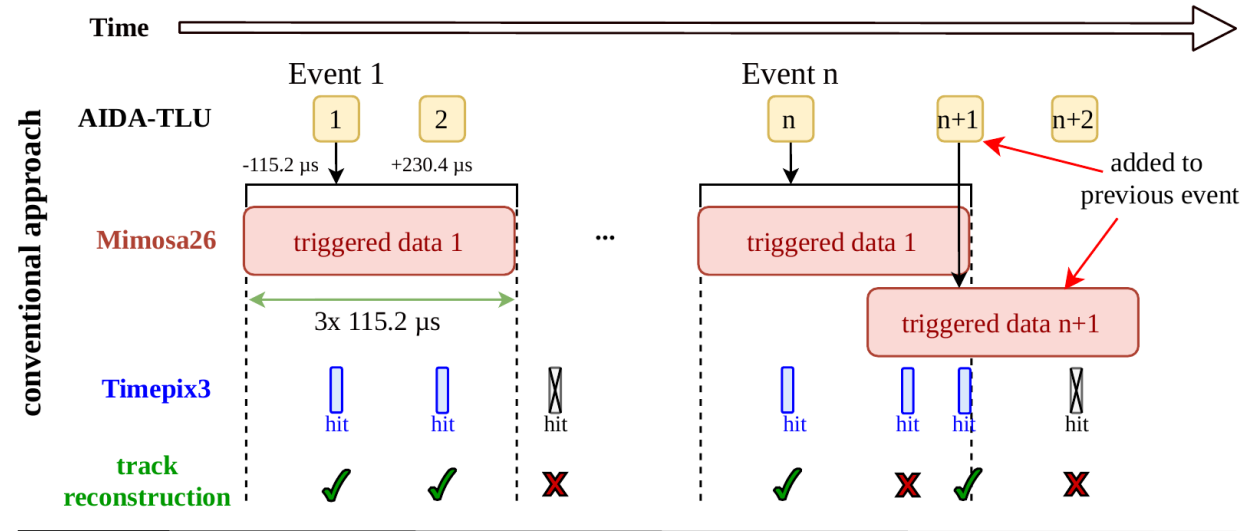 Time
Event 1
Event n
conventional approach
AIDA-TLU
1
2
n
n+1
n+2
-115.2 µs
+230.4 µs
added to
previous event
Mimosa26
triggered data 1
...
triggered data 1
3x 115.2 µs
triggered data n+1
Timepix3
hit
hit
hit
hit
hit
hit
hit
track
reconstruction